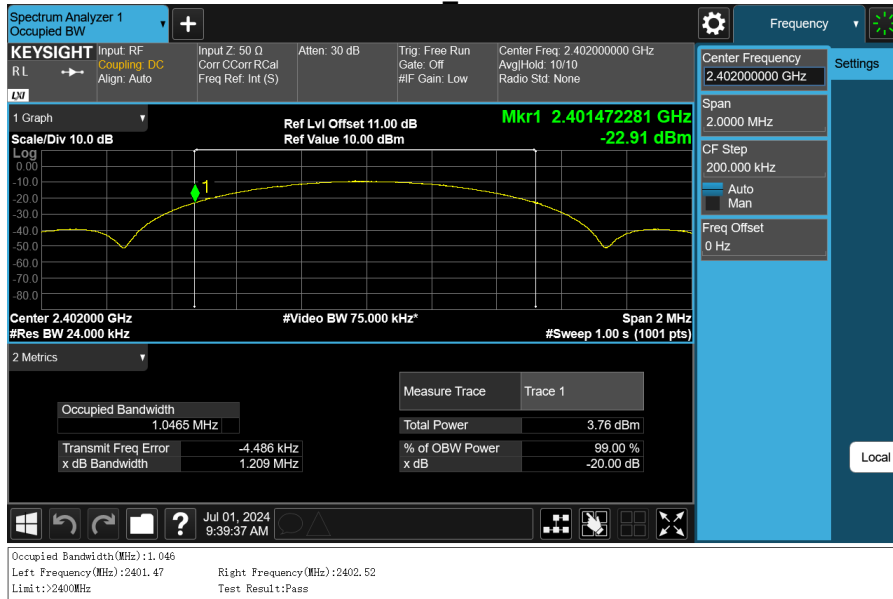 Spectrum Analyzer 1
Occupied BW
Frequency
KEYSIGHT
R L
LXI
Input: RF
Coupling: DC
Align: Auto
Input Z: 50 Ω
Corr CCorr RCal
Freq Ref: Int (S)
Atten: 30 dB
Trig: Free Run
Gate: Off
#IF Gain: Low
Center Freq: 2.402000000 GHz
Avg|Hold: 10/10
Radio Std: None
Center Frequency
2.402000000 GHz
Settings
Span
2.0000 MHz
CF Step
200.000 kHz
Auto
Man
Freq Offset
0 Hz
1 Graph
Scale/Div 10.0 dB
Ref Lvl Offset 11.00 dB
Ref Value 10.00 dBm
Mkr1 2.401472281 GHz
-22.91 dBm
Log
0.00
-10.0
-20.0
-30.0
-40.0
-50.0
-60.0
-70.0
-80.0
1
Center 2.402000 GHz
#Res BW 24.000 kHz
#Video BW 75.000 kHz*
Span 2 MHz
#Sweep 1.00 s (1001 pts)
2 Metrics
Measure Trace Trace 1
Occupied Bandwidth
1.0465 MHz
Total Power 3.76 dBm
Transmit Freq Error -4.486 kHz
% of OBW Power 99.00 %
x dB Bandwidth 1.209 MHz
x dB -20.00 dB
Local
?
Jul 01, 2024
9:39:37 AM
Occupied Bandwidth(MHz):1.046
Left Frequency(MHz):2401.47 Right Frequency(MHz):2402.52
Limit:>2400MHz Test Result:Pass